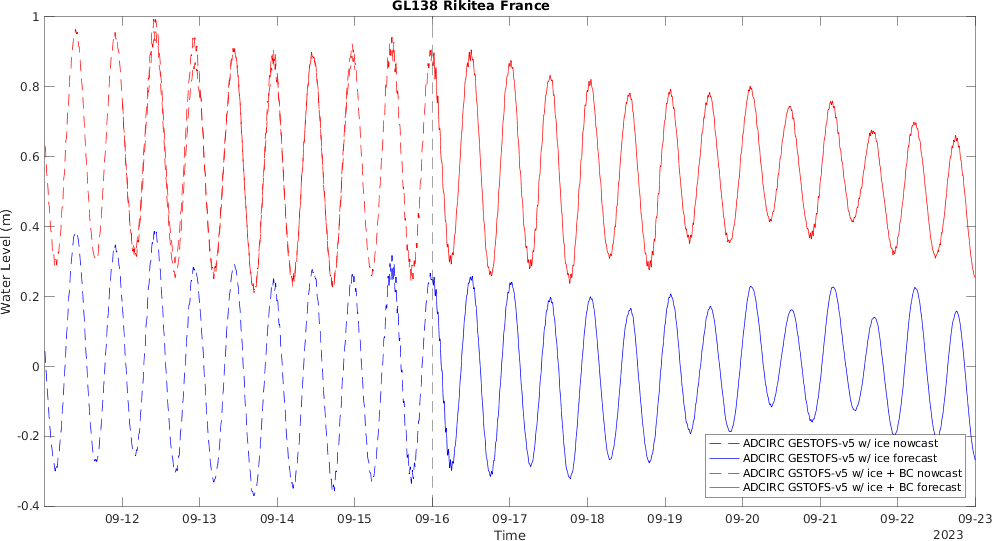 GL138 Rikitea France
Water Level (m)
1
0.8
0.6
0.4
0.2
0
-0.2
-0.4
09-12 09-13 09-14 09-15 09-16 09-17 09-18 09-19 09-20 09-21 09-22 09-23
Time
2023
ADCIRC GESTOFS-v5 w/ ice nowcast
ADCIRC GESTOFS-v5 w/ ice forecast
ADCIRC GSTOFS-v5 w/ ice + BC nowcast
ADCIRC GSTOFS-v5 w/ ice + BC forecast